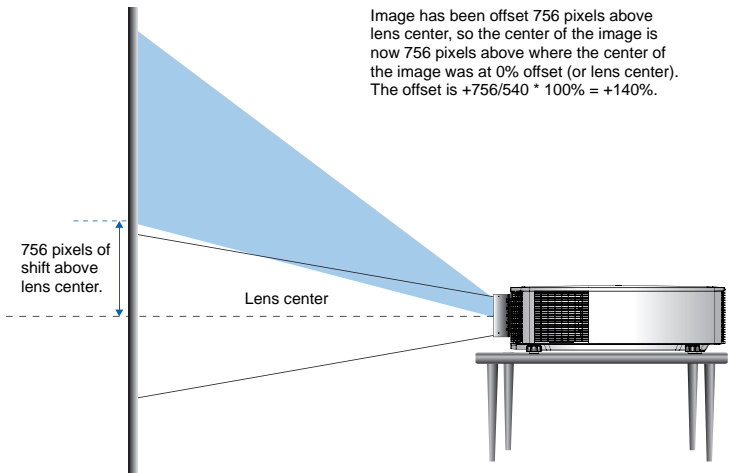 Image has been offset 756 pixels above
lens center, so the center of the image is
now 756 pixels above where the center of
the image was at 0% offset (or lens center).
The offset is +756/540 * 100% = +140%.
756 pixels of
shift above
lens center.
Lens center